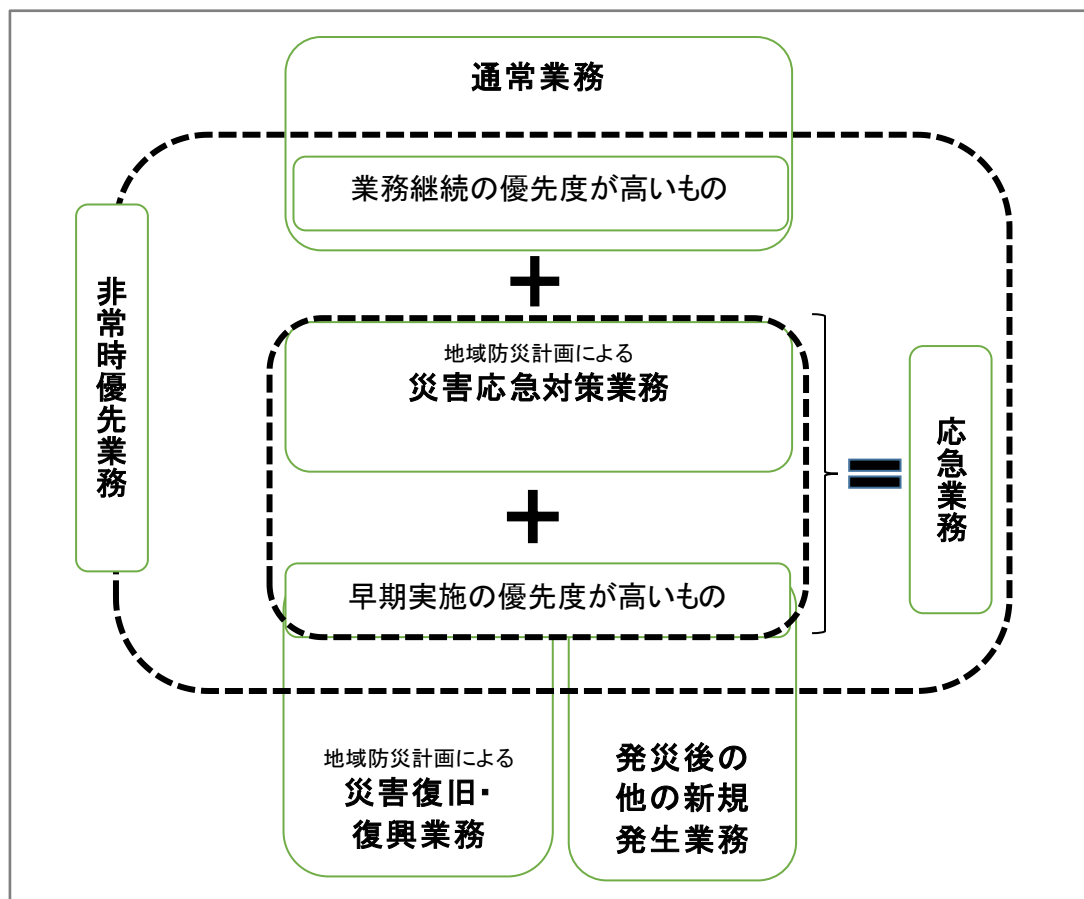 通常業務
業務継続の優先度が高いもの
+
非常時優先業務
地域防災計画による
災害応急対策業務
=
応急業務
+
早期実施の優先度が高いもの
地域防災計画による
災害復旧・
復興業務
発災後の
他の新規
発生業務